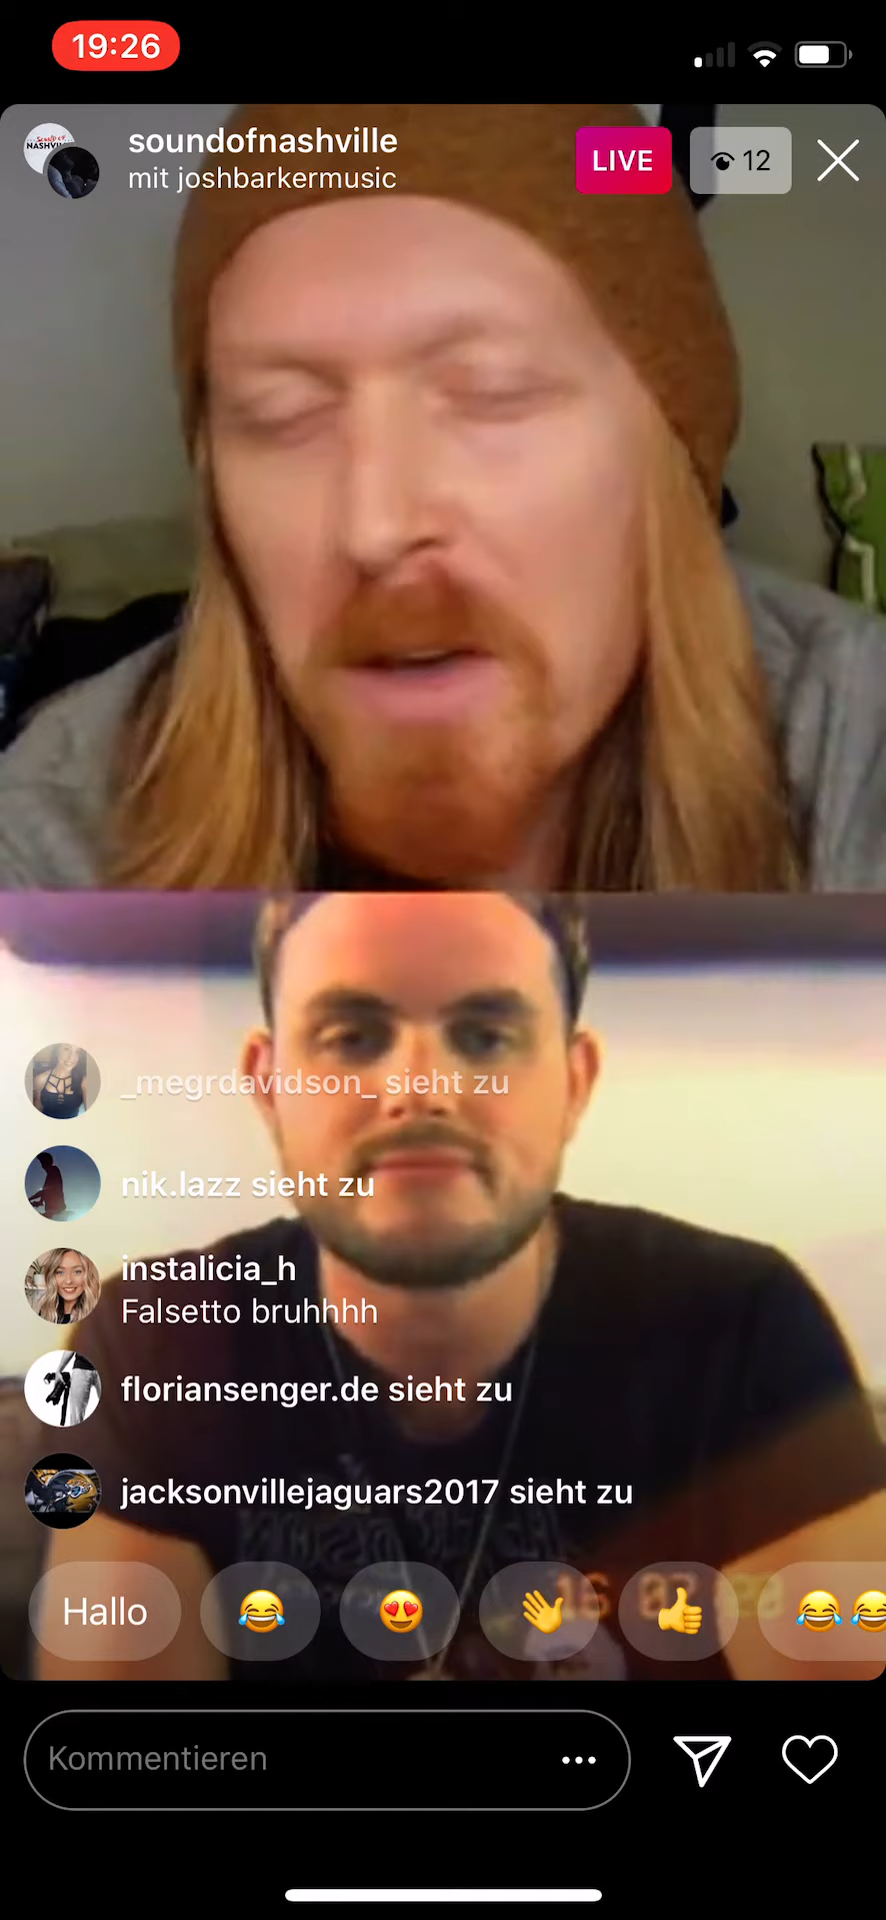 19:26
soundofnashville
mit joshbarkermusic
LIVE
12
_megrdavidson_ sieht zu
nik.lazz sieht zu
instalicia_h
Falsetto bruhhhh
floriansenger.de sieht zu
jacksonvillejaguars2017 sieht zu
Hallo
Kommentieren